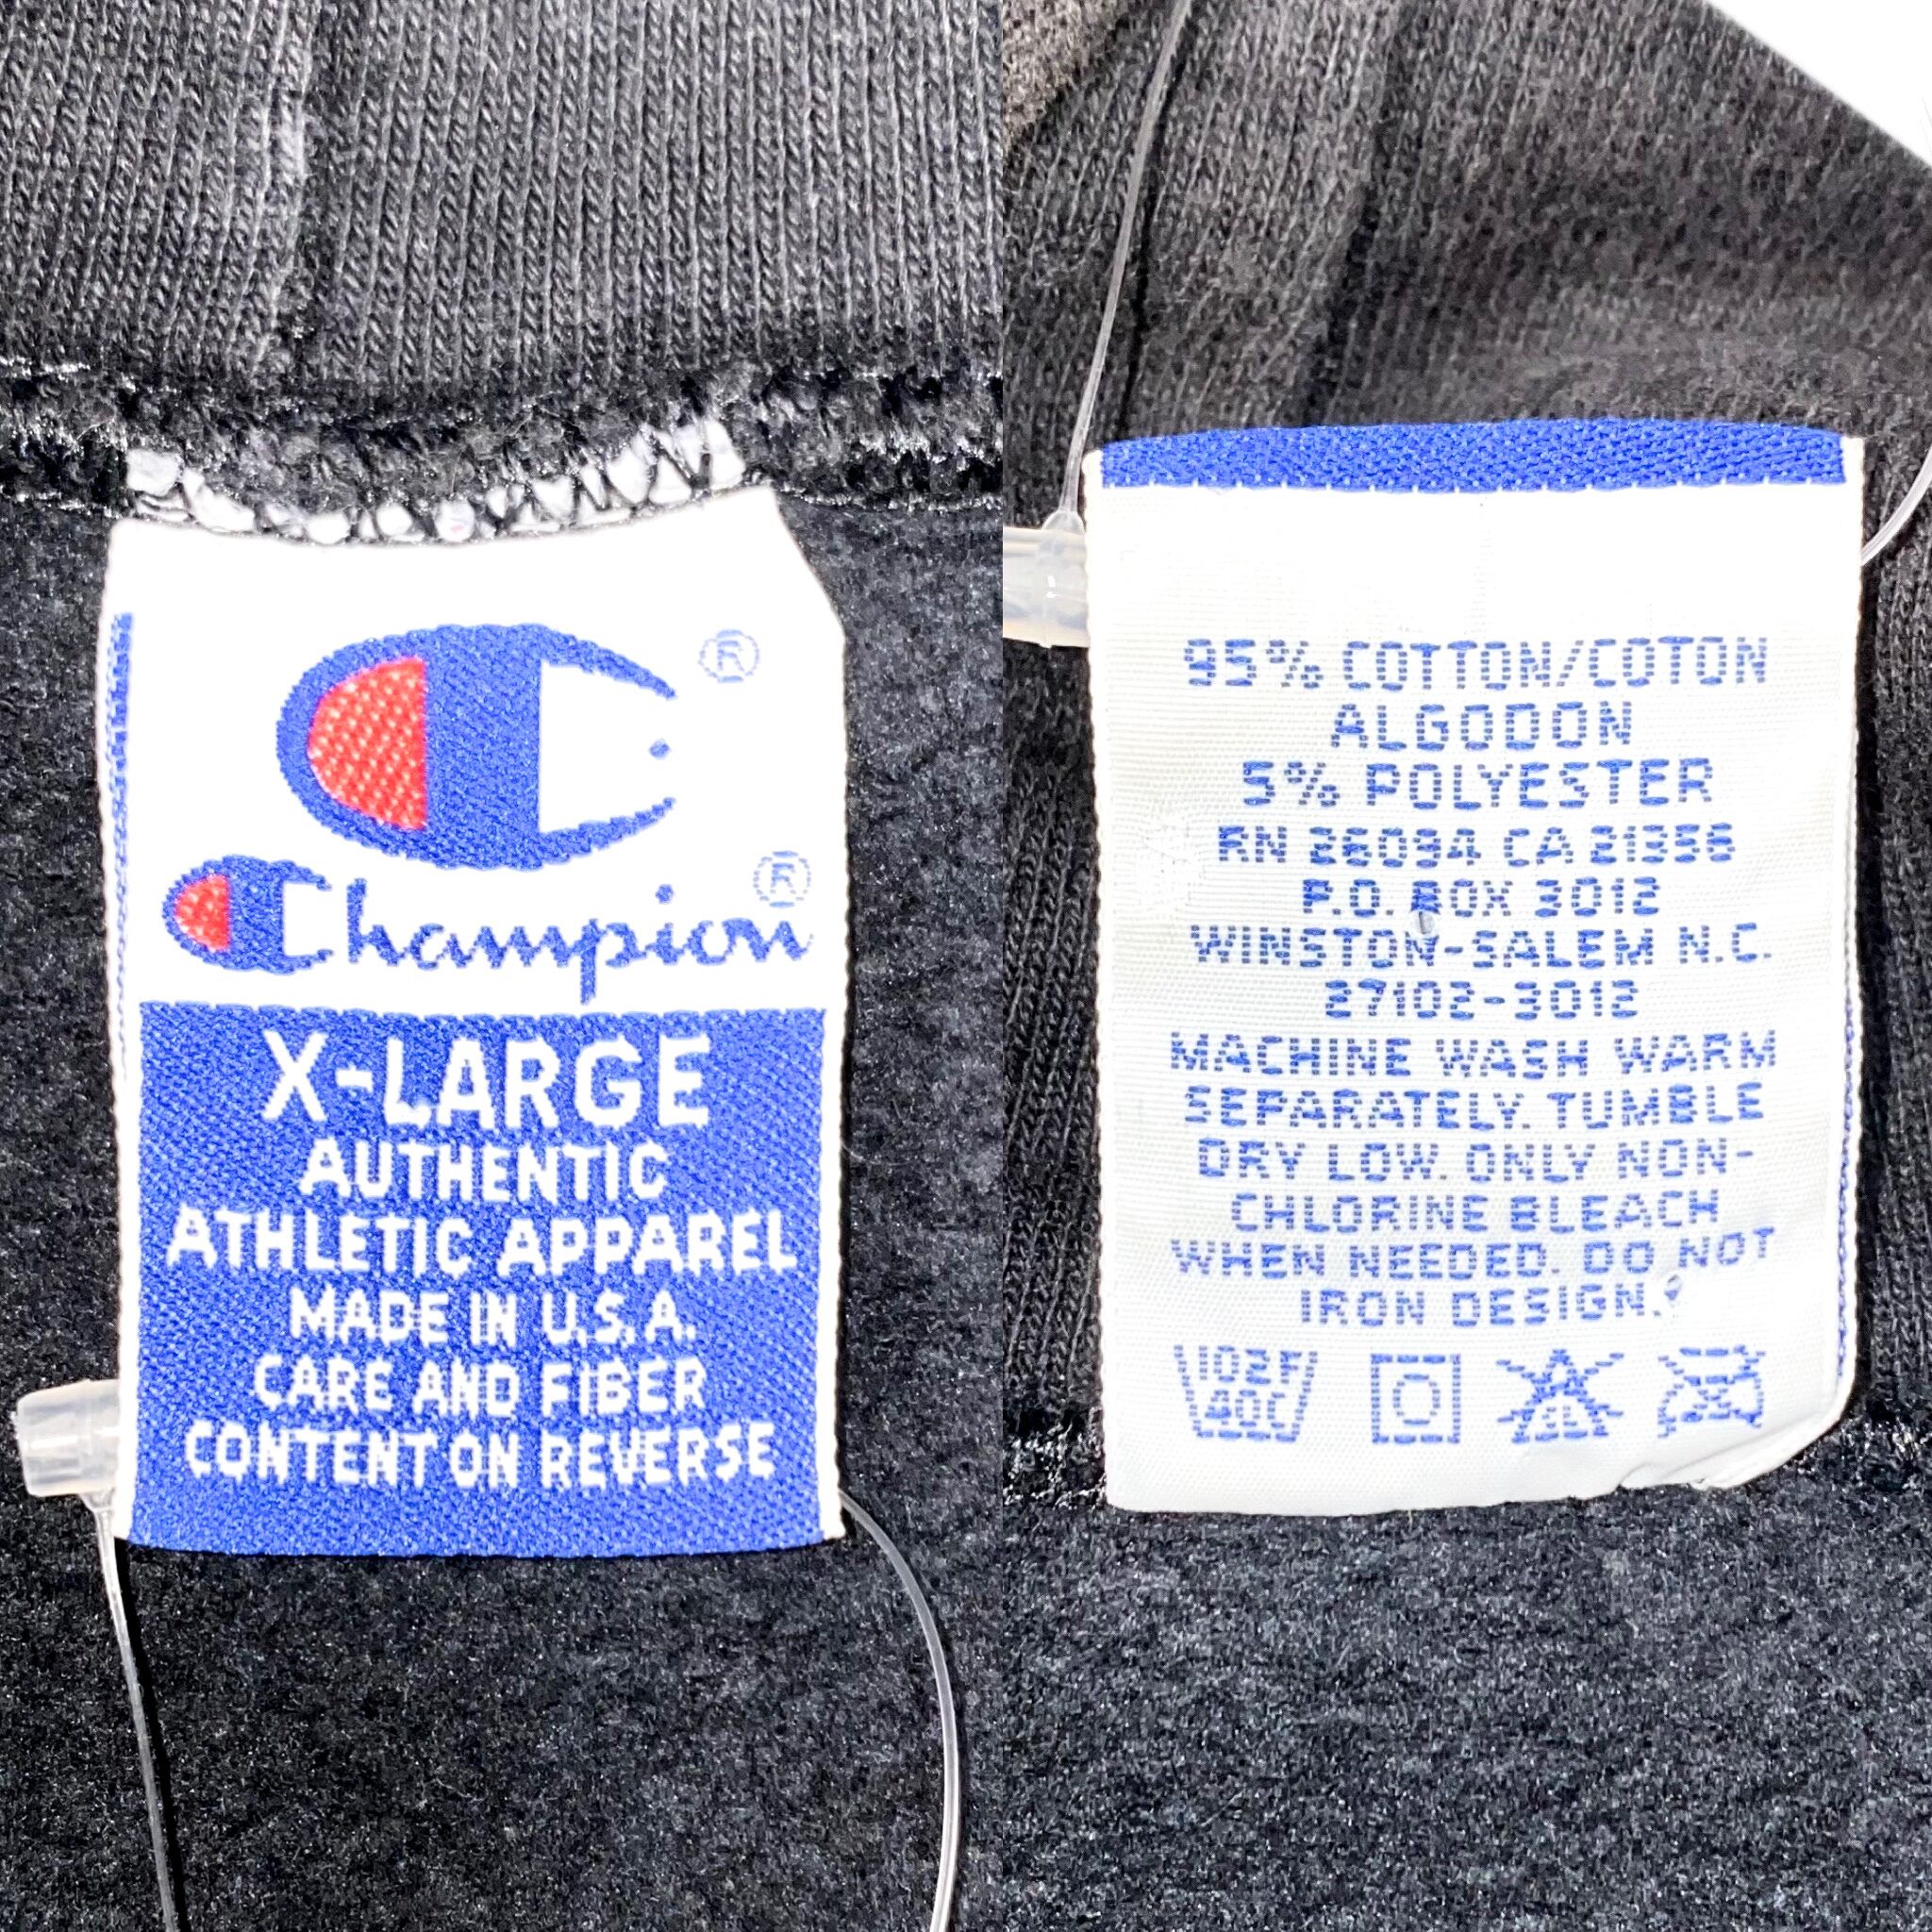 ®
Champion ®
X-LARGE
AUTHENTIC
ATHLETIC APPAREL
MADE IN U.S.A.
CARE AND FIBER
CONTENT ON REVERSE
95% COTTON/COTON
ALGODON
5% POLYESTER
RN 26094 CA 21356
P.O. BOX 3012
WINSTON-SALEM N.C.
27102-3012
MACHINE WASH WARM
SEPARATELY. TUMBLE
DRY LOW. ONLY NON-
CHLORINE BLEACH
WHEN NEEDED. DO NOT
IRON DESIGN.
102F
40C
CL